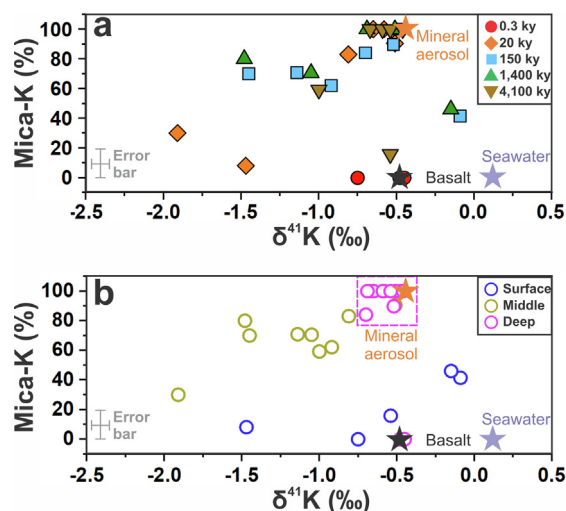 a
Mica-K (%)
100
80
60
40
20
0
Mineral
aerosol
0.3 ky
20 ky
150 ky
1,400 ky
4,100 ky
Error
bar
Basalt
Seawater
-2.5
-2.0
-1.5
-1.0
-0.5
0.0
0.5
δ⁴¹K (‰)
b
Mica-K (%)
100
80
60
40
20
0
Mineral
aerosol
Surface
Middle
Deep
Error
bar
Basalt
Seawater
-2.5
-2.0
-1.5
-1.0
-0.5
0.0
0.5
δ⁴¹K (‰)